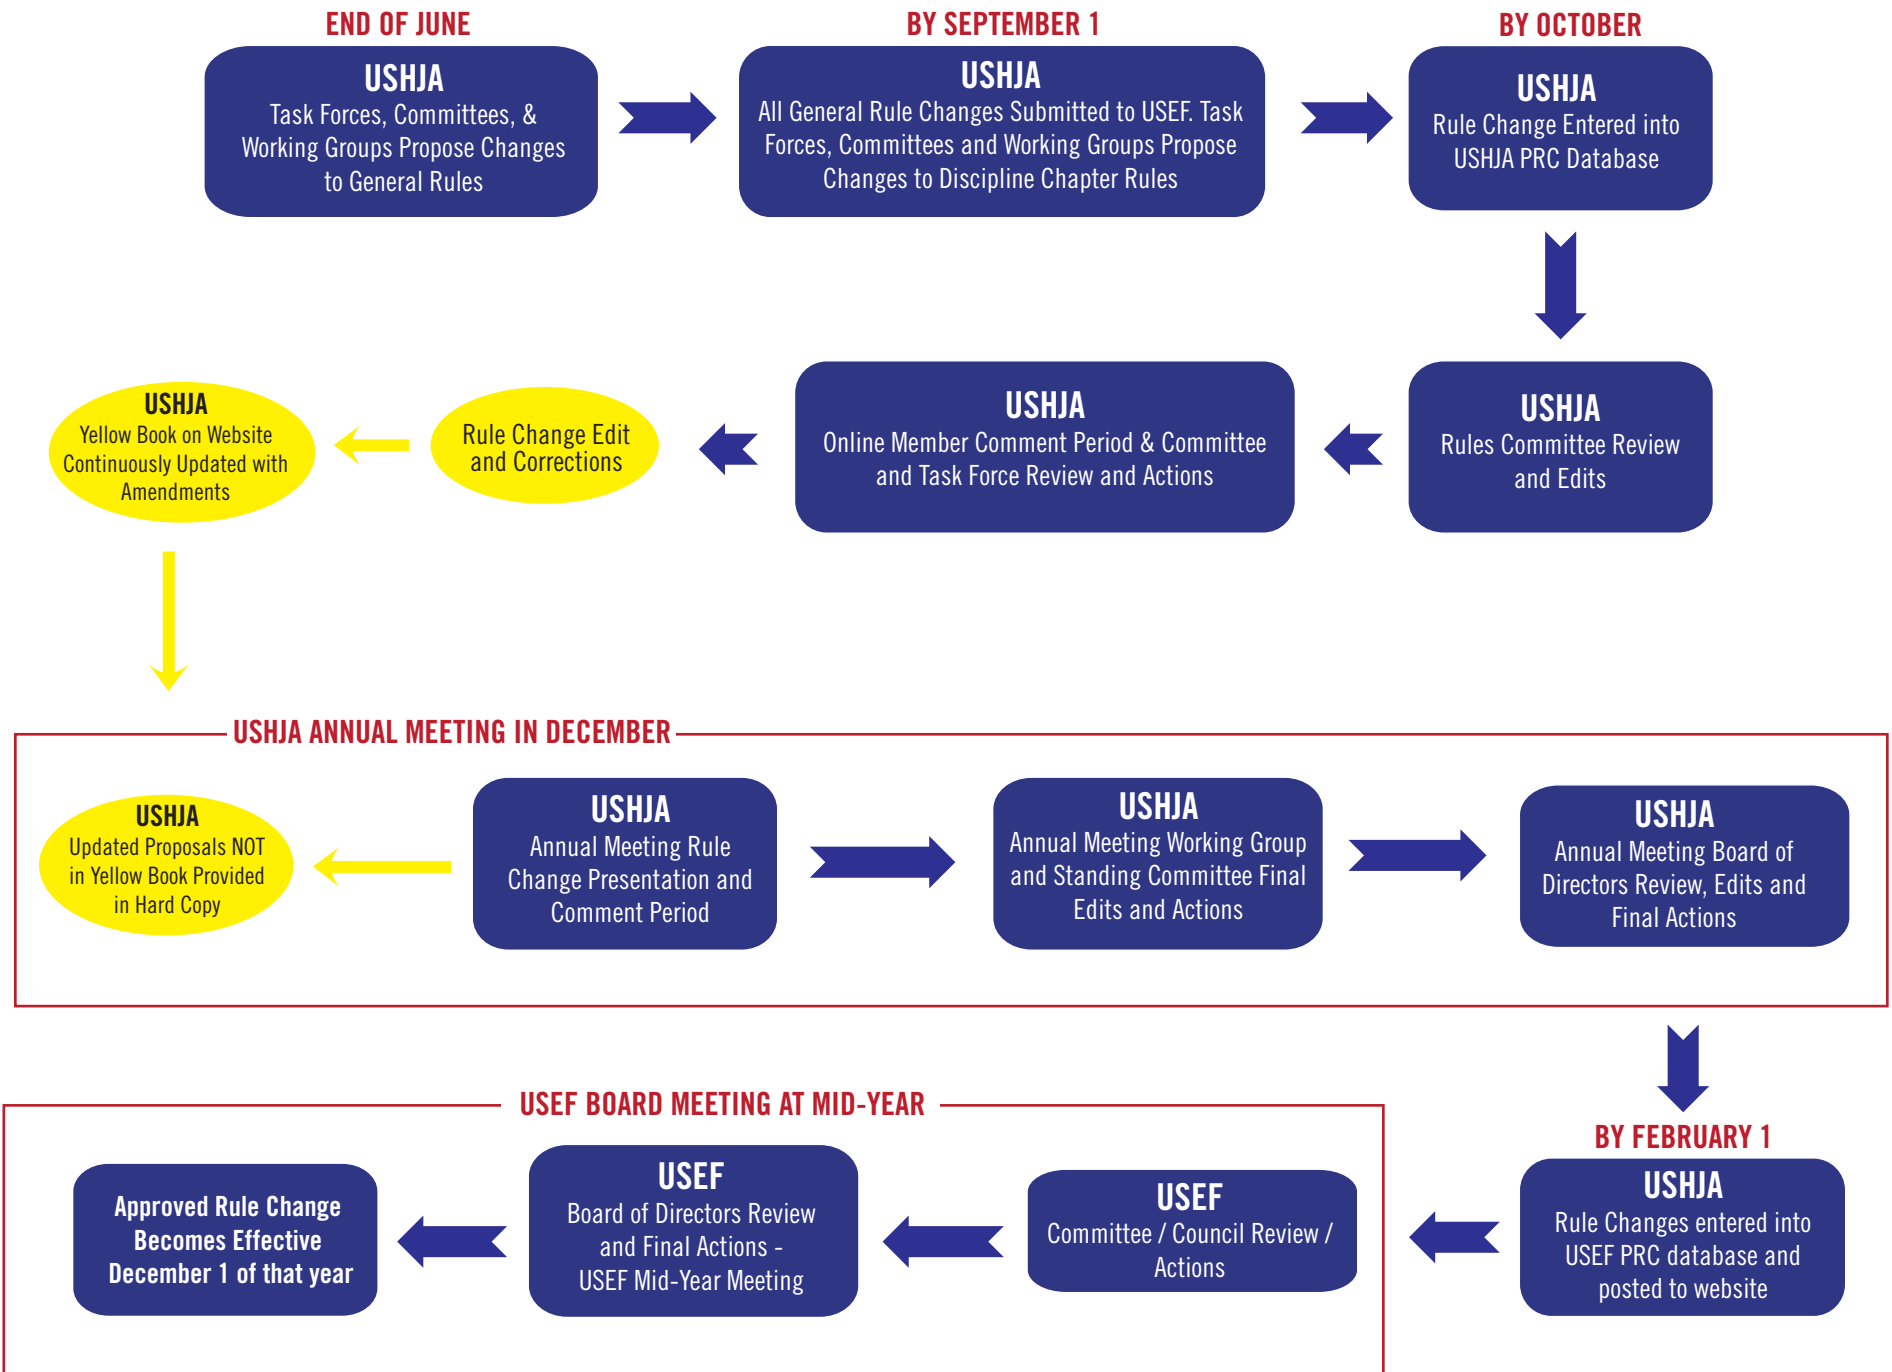 END OF JUNE
USHJA
Task Forces, Committees, &
Working Groups Propose Changes
to General Rules
BY SEPTEMBER 1
USHJA
All General Rule Changes Submitted to USEF. Task
Forces, Committees and Working Groups Propose
Changes to Discipline Chapter Rules
BY OCTOBER
USHJA
Rule Change Entered into
USHJA PRC Database
USHJA
Rules Committee Review
and Edits
USHJA
Online Member Comment Period & Committee
and Task Force Review and Actions
Rule Change Edit
and Corrections
USHJA
Yellow Book on Website
Continuously Updated with
Amendments
USHJA ANNUAL MEETING IN DECEMBER
USHJA
Updated Proposals NOT
in Yellow Book Provided
in Hard Copy
USHJA
Annual Meeting Rule
Change Presentation and
Comment Period
USHJA
Annual Meeting Working Group
and Standing Committee Final
Edits and Actions
USHJA
Annual Meeting Board of
Directors Review, Edits and
Final Actions
BY FEBRUARY 1
USHJA
Rule Changes entered into
USEF PRC database and
posted to website
USEF BOARD MEETING AT MID-YEAR
USEF
Committee / Council Review /
Actions
USEF
Board of Directors Review
and Final Actions -
USEF Mid-Year Meeting
Approved Rule Change
Becomes Effective
December 1 of that year